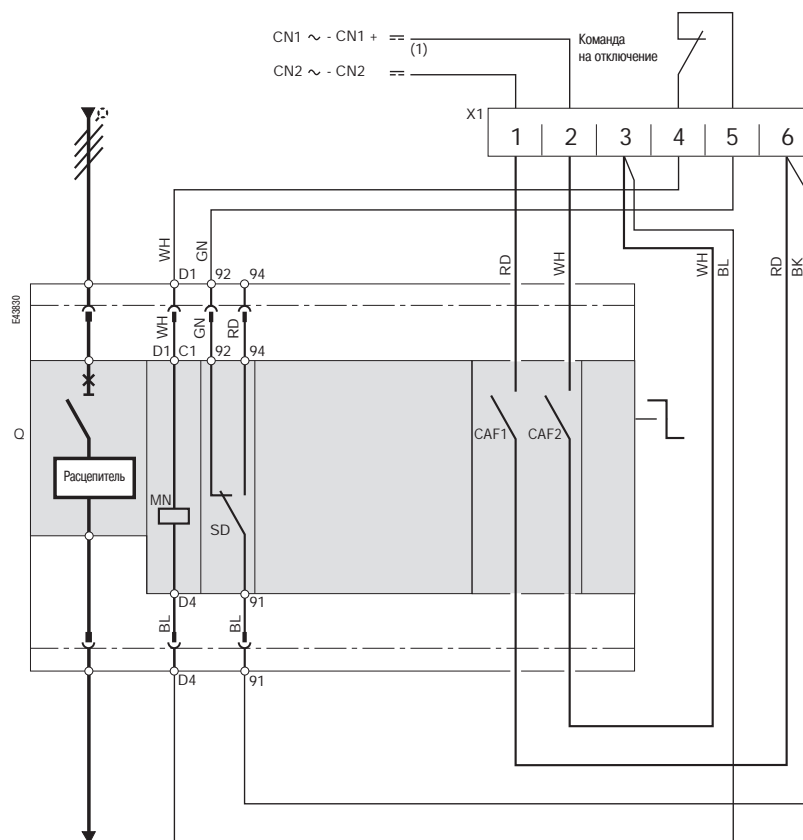 CN1 ~ - CN1 + ⎓
(1)
CN2 ~ - CN2 ⎓
Команда
на отключение
X1
1 2 3 4 5 6
WH GN
RD WH WH BL RD BK
D1 92 94
E43830
WH GN RD
D1 C1 92 94
Q
CAF1 CAF2
Расцепитель
MN
SD
D4 91
BL BL
D4 91